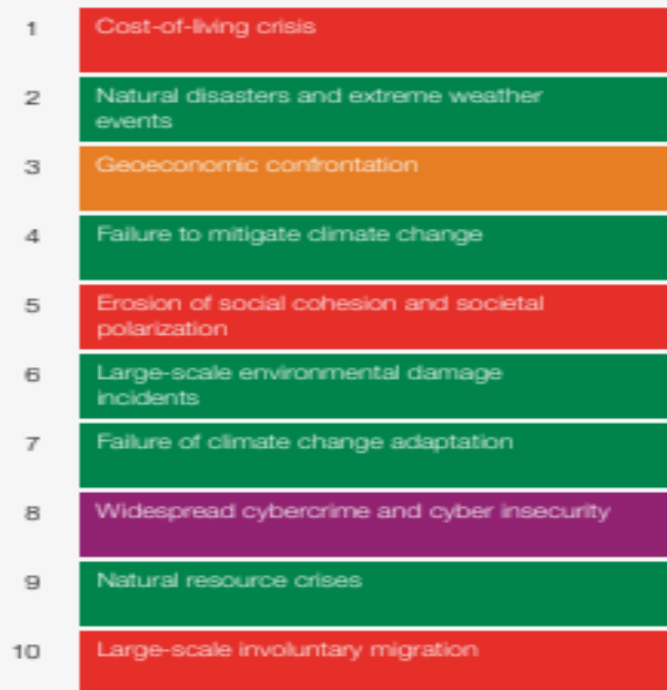 1 Cost-of-living crisis
2 Natural disasters and extreme weather
events
3 Geoeconomic confrontation
4 Failure to mitigate climate change
5 Erosion of social cohesion and societal
polarization
6 Large-scale environmental damage
incidents
7 Failure of climate change adaptation
8 Widespread cybercrime and cyber insecurity
9 Natural resource crises
10 Large-scale involuntary migration